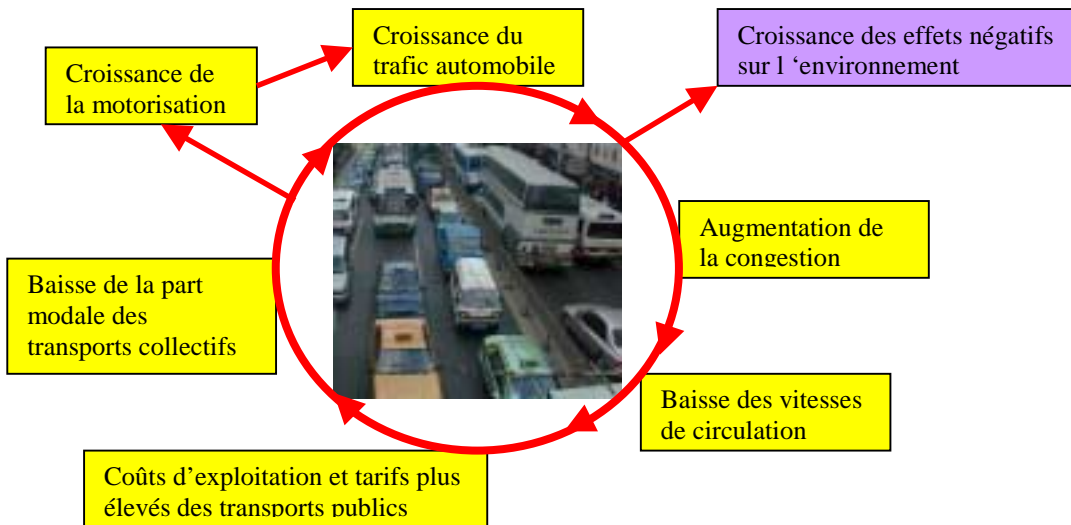 Croissance du
trafic automobile
Croissance des effets négatifs
sur l ‘environnement
Croissance de
la motorisation
Augmentation de
la congestion
Baisse de la part
modale des
transports collectifs
Baisse des vitesses
de circulation
Coûts d’exploitation et tarifs plus
élevés des transports publics